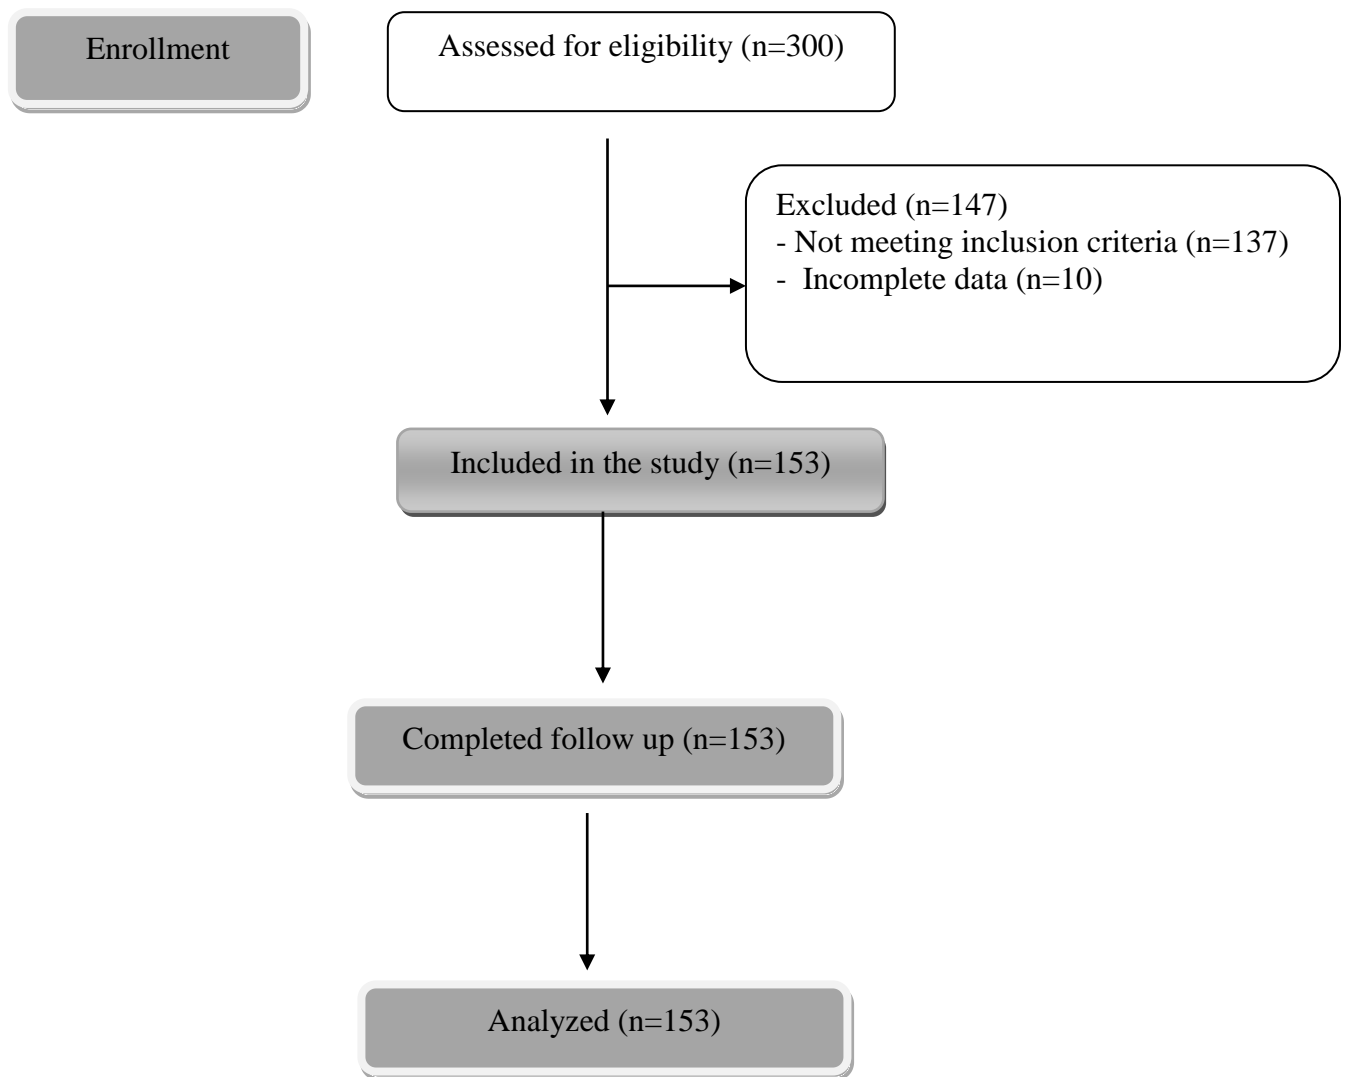 Enrollment
Assessed for eligibility (n=300)
Excluded (n=147)
- Not meeting inclusion criteria (n=137)
- Incomplete data (n=10)
Included in the study (n=153)
Completed follow up (n=153)
Analyzed (n=153)